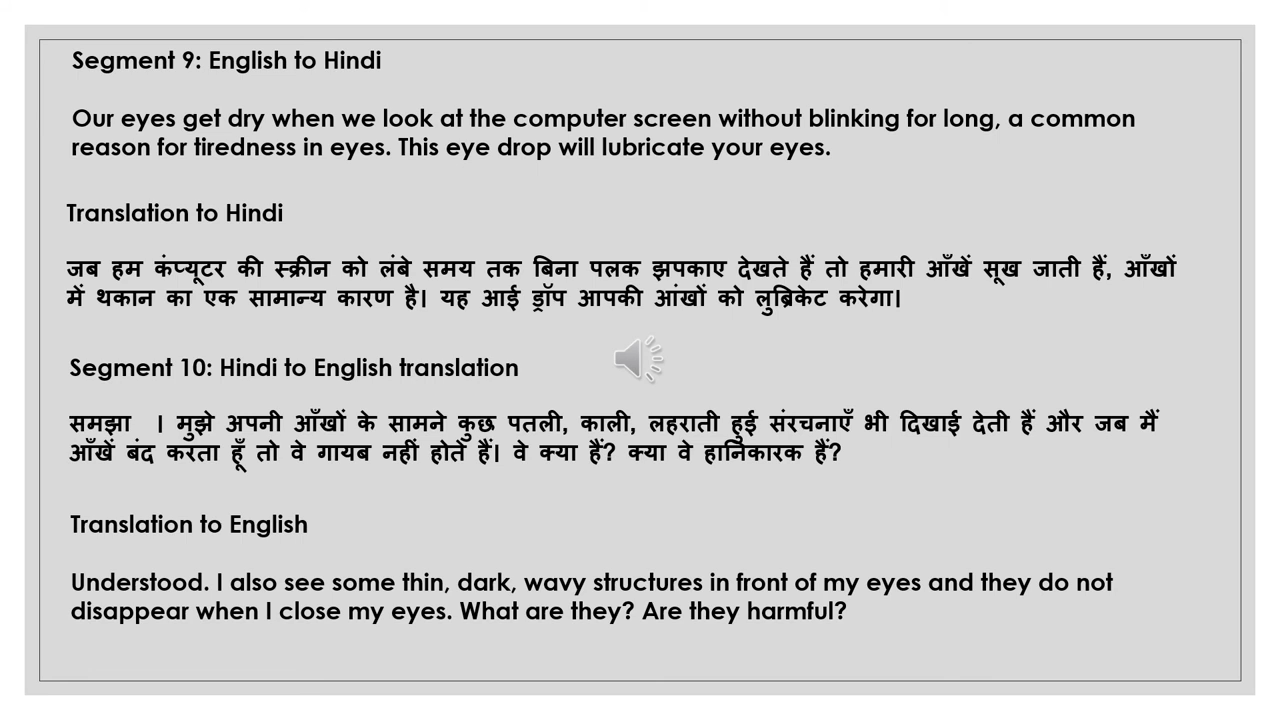 Segment 9: English to Hindi
Our eyes get dry when we look at the computer screen without blinking for long, a common
reason for tiredness in eyes. This eye drop will lubricate your eyes.
Translation to Hindi
जब हम कंप्यूटर की स्क्रीन को लंबे समय तक बिना पलक झपकाए देखते हैं तो हमारी आँखें सूख जाती हैं, आँखों
में थकान का एक सामान्य कारण है। यह आई ड्रॉप आपकी आंखों को लुब्रिकेट करेगा।
Segment 10: Hindi to English translation
समझा । मुझे अपनी आँखों के सामने कुछ पतली, काली, लहराती हुई संरचनाएँ भी दिखाई देती हैं और जब मैं
आँखें बंद करता हूँ तो वे गायब नहीं होते हैं। वे क्या हैं? क्या वे हानिकारक हैं?
Translation to English
Understood. I also see some thin, dark, wavy structures in front of my eyes and they do not
disappear when I close my eyes. What are they? Are they harmful?